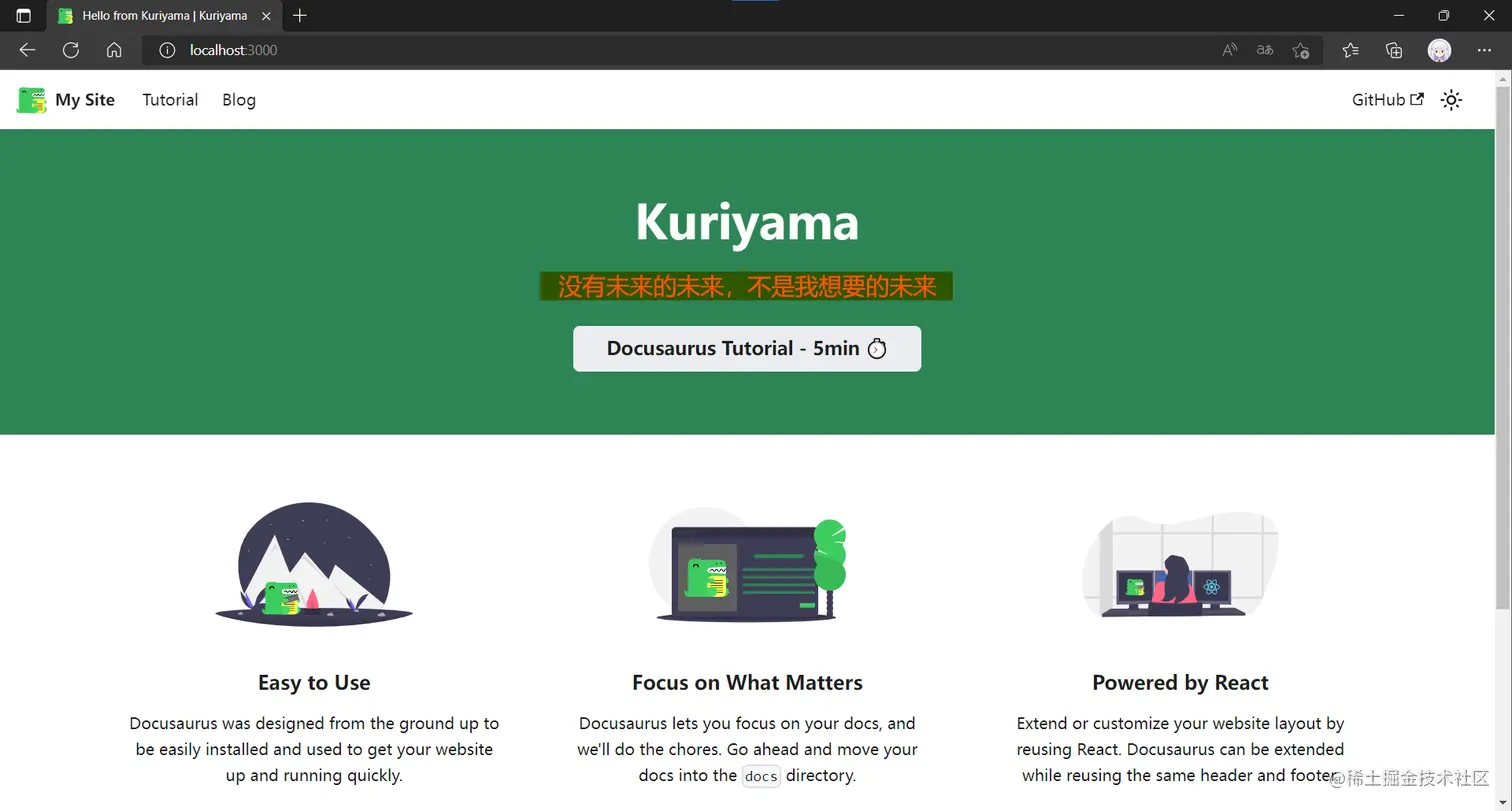 Hello from Kuriyama | Kuriyama
localhost:3000
My Site Tutorial Blog GitHub
Kuriyama
没有未来的未来，不是我想要的未来
Docusaurus Tutorial - 5min ⏱️
Easy to Use
Docusaurus was designed from the ground up to
be easily installed and used to get your website
up and running quickly.
Focus on What Matters
Docusaurus lets you focus on your docs, and
we'll do the chores. Go ahead and move your
docs into the docs directory.
Powered by React
Extend or customize your website layout by
reusing React. Docusaurus can be extended
while reusing the same header and footer.
@稀土掘金技术社区